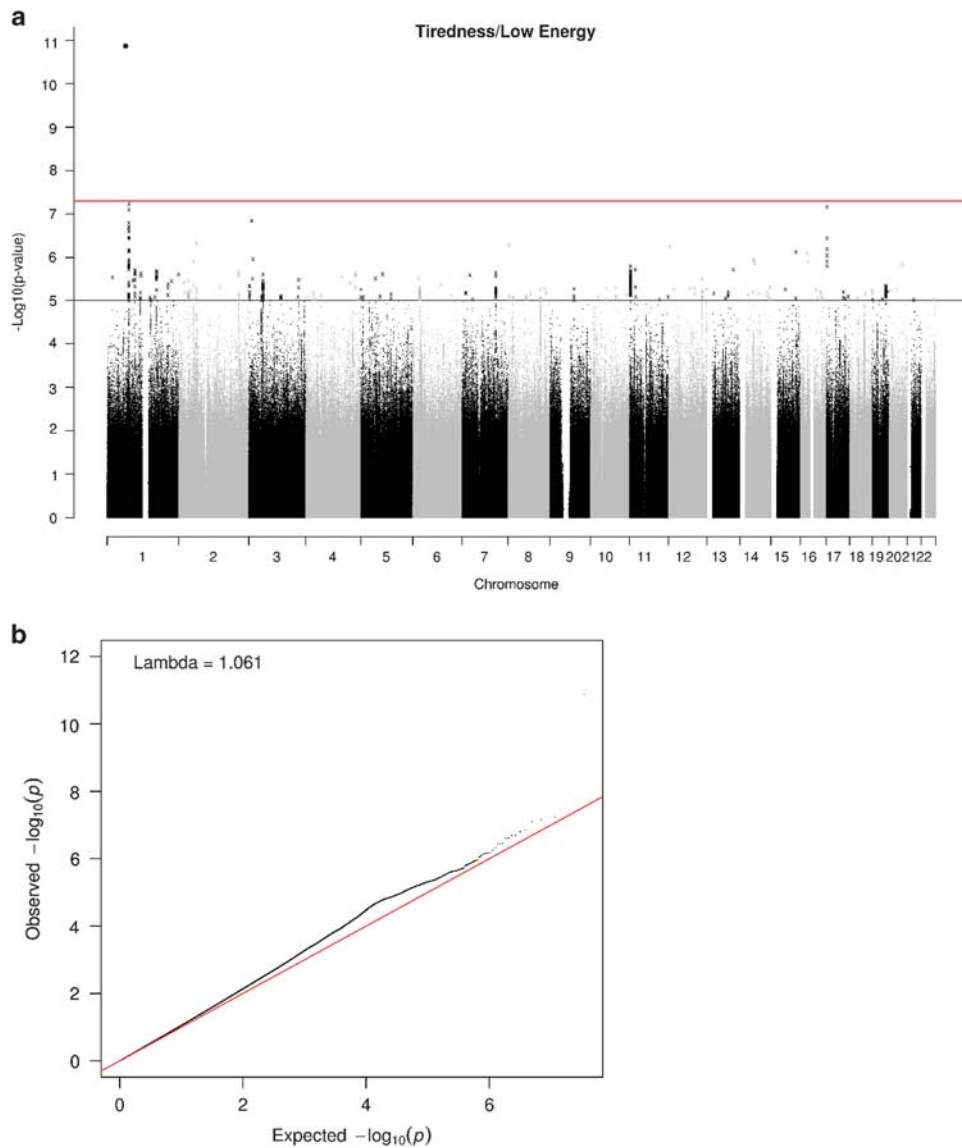 a
Tiredness/Low Energy
11
10
9
8
7
6
5
4
3
2
1
0
-Log10(p-value)
1 2 3 4 5 6 7 8 9 10 11 12 13 14 15 16 17 18 19 20 21 22
Chromosome
b
Lambda = 1.061
12
10
8
6
4
2
0
Observed −log10(p)
0 2 4 6
Expected −log10(p)